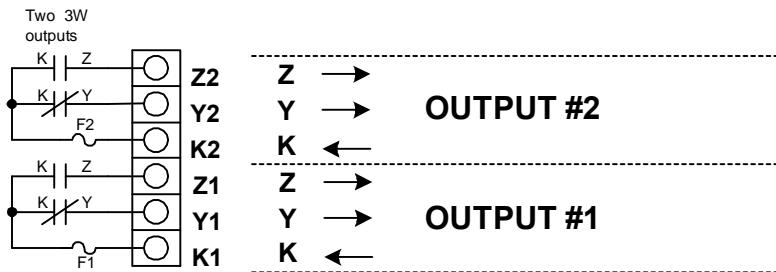 Two 3W
outputs
K Z
Z2
Z
K Y
Y2
Y
OUTPUT #2
F2
K2
K
K Z
Z1
Z
K Y
Y1
Y
OUTPUT #1
F1
K1
K